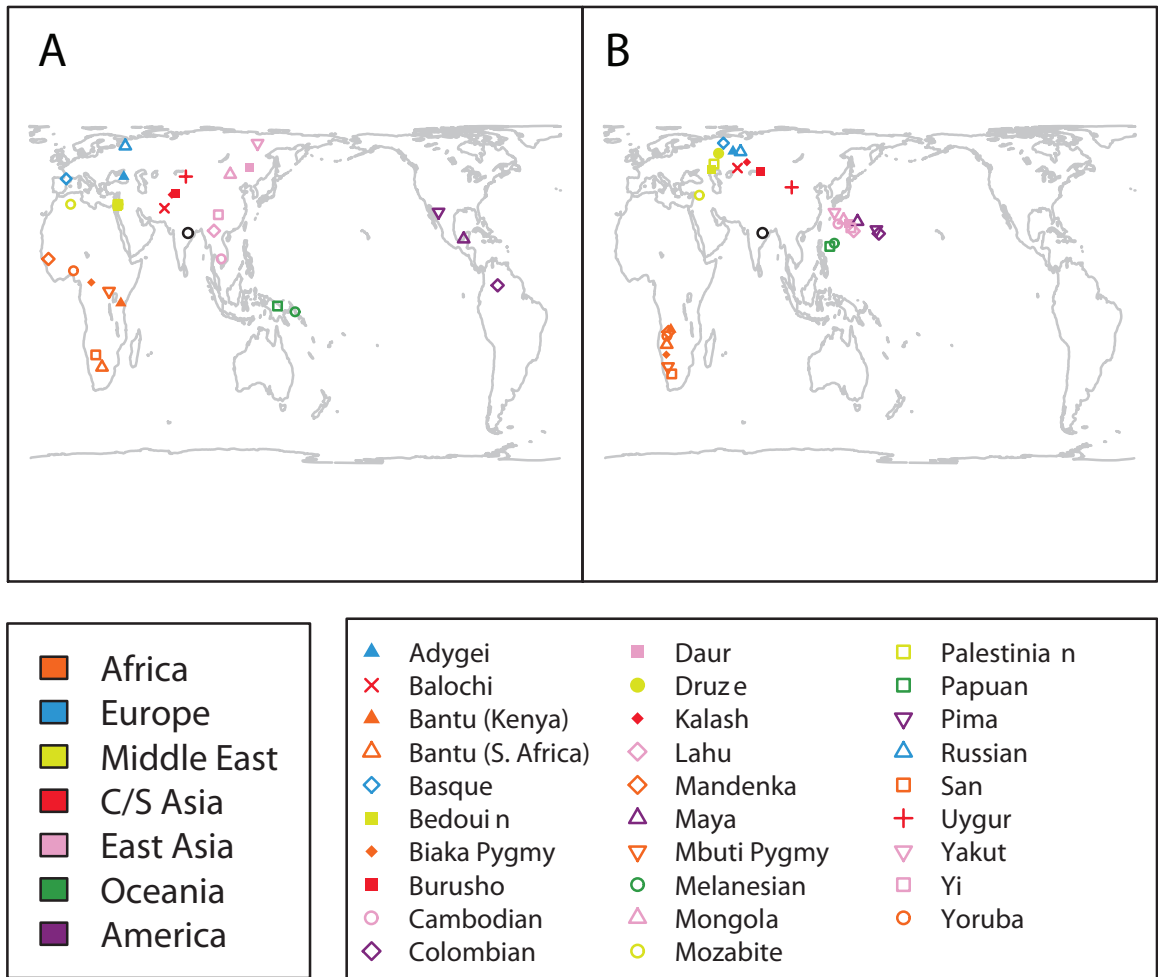 A
B
Africa
Europe
Middle East
C/S Asia
East Asia
Oceania
America
Adygei
Balochi
Bantu (Kenya)
Bantu (S. Africa)
Basque
Bedoui n
Biaka Pygmy
Burusho
Cambodian
Colombian
Daur
Druz e
Kalash
Lahu
Mandenka
Maya
Mbuti Pygmy
Melanesian
Mongola
Mozabite
Palestinia n
Papuan
Pima
Russian
San
Uygur
Yakut
Yi
Yoruba